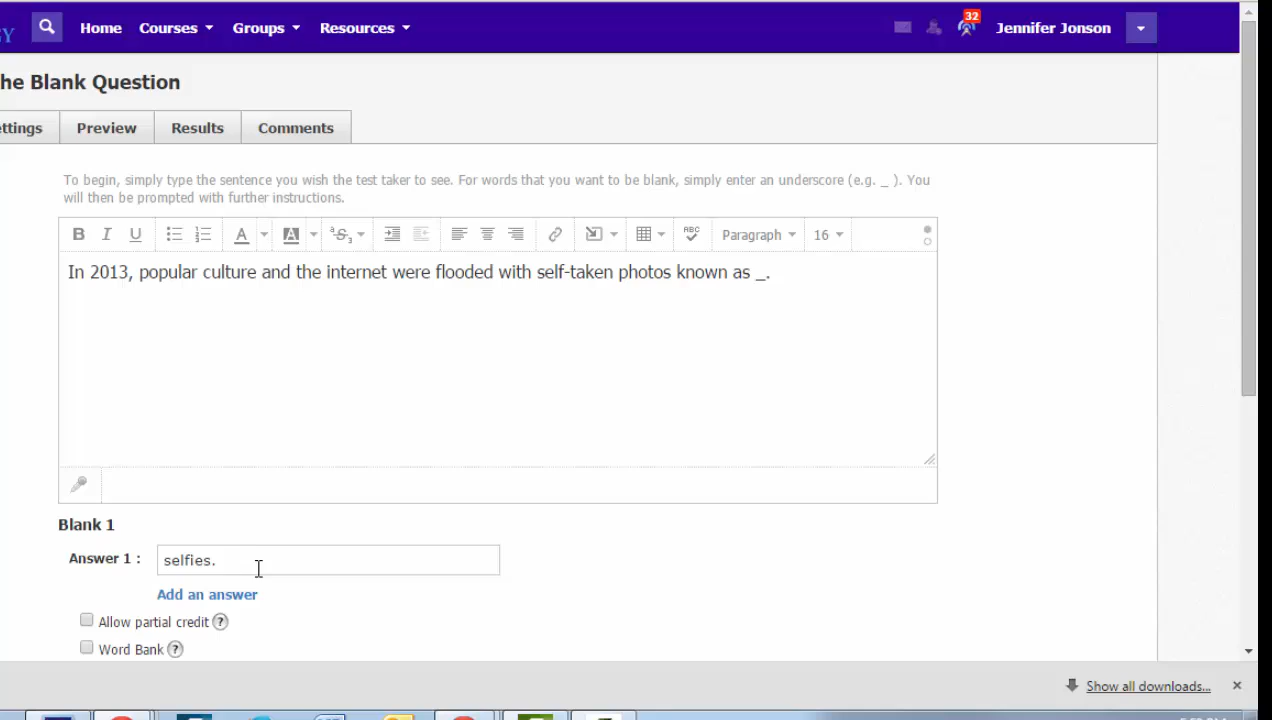 GY Home Courses Groups Resources 32 Jennifer Jonson
he Blank Question
ettings Preview Results Comments
To begin, simply type the sentence you wish the test taker to see. For words that you want to be blank, simply enter an underscore (e.g. _ ). You
will then be prompted with further instructions.
B I U A A Paragraph 16
In 2013, popular culture and the internet were flooded with self-taken photos known as _.
Blank 1
Answer 1 : selfies.
Add an answer
Allow partial credit ?
Word Bank ?
Show all downloads...